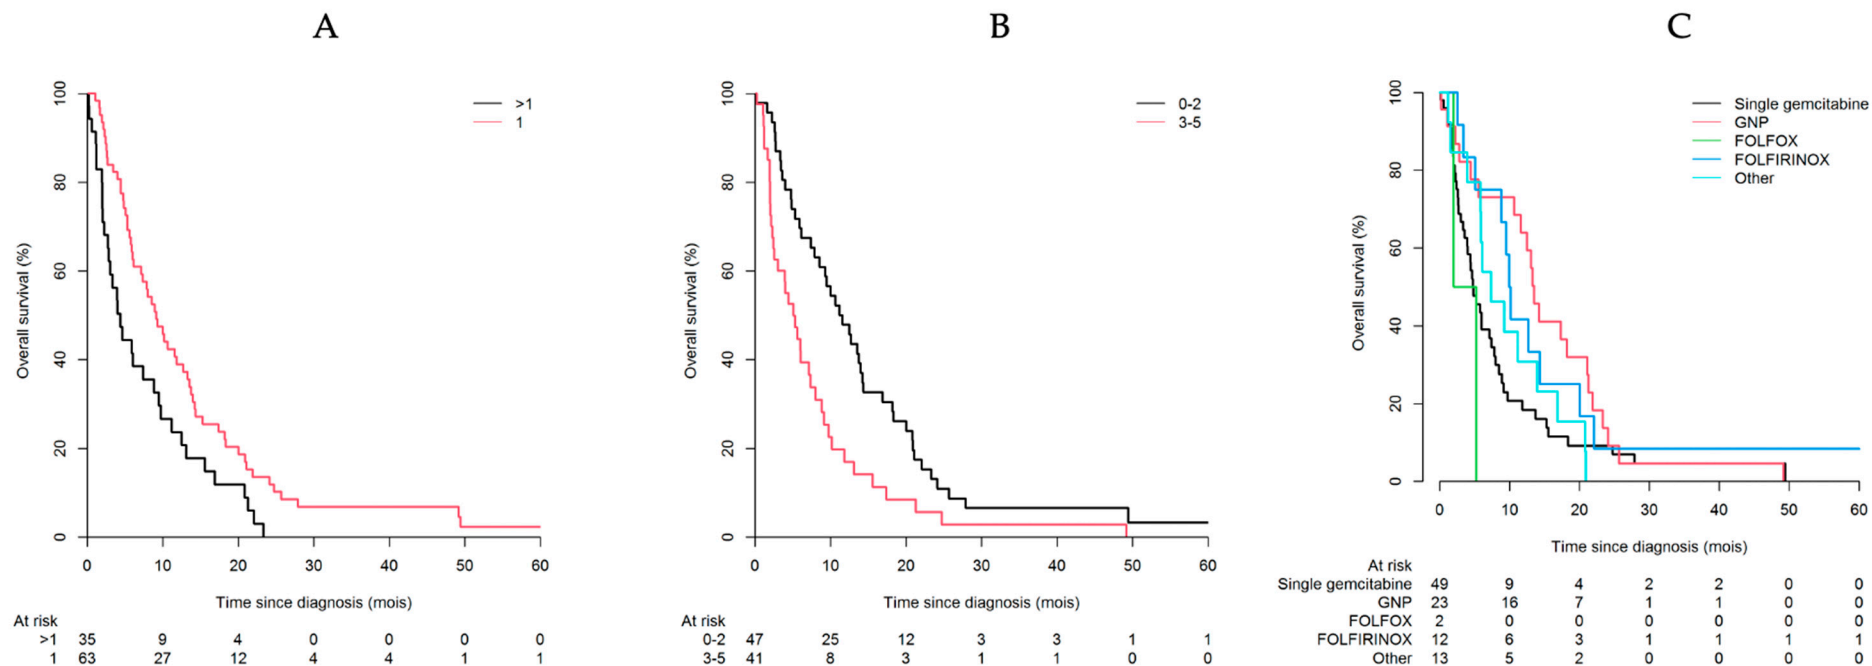 A
B
C
100
80
60
40
20
0
Overall survival (%)
>1
1
0 10 20 30 40 50 60
Time since diagnosis (mois)
At risk
>1 35 9 4 0 0 0 0
1 63 27 12 4 4 1 1
100
80
60
40
20
0
Overall survival (%)
0-2
3-5
0 10 20 30 40 50 60
Time since diagnosis (mois)
At risk
0-2 47 25 12 3 3 1 1
3-5 41 8 3 1 1 0 0
100
80
60
40
20
0
Overall survival (%)
Single gemcitabine
GNP
FOLFOX
FOLFIRINOX
Other
0 10 20 30 40 50 60
Time since diagnosis (mois)
At risk
Single gemcitabine 49 9 4 2 2 0 0
GNP 23 16 7 1 1 0 0
FOLFOX 2 0 0 0 0 0 0
FOLFIRINOX 12 6 3 1 1 1 1
Other 13 5 2 0 0 0 0